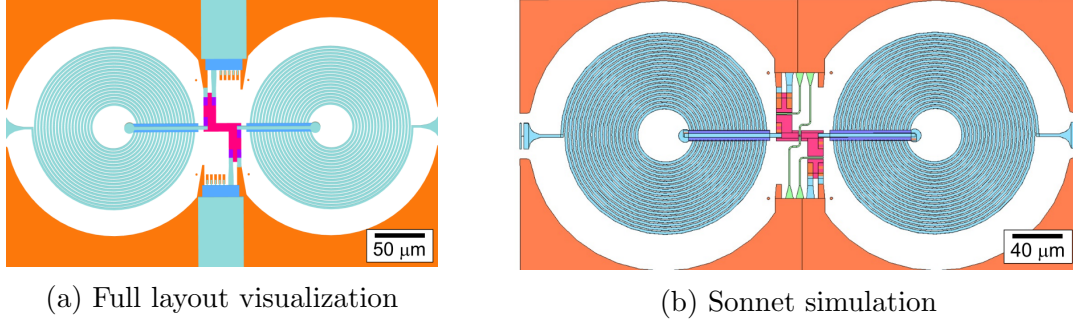 50 μm
40 μm
(a) Full layout visualization
(b) Sonnet simulation